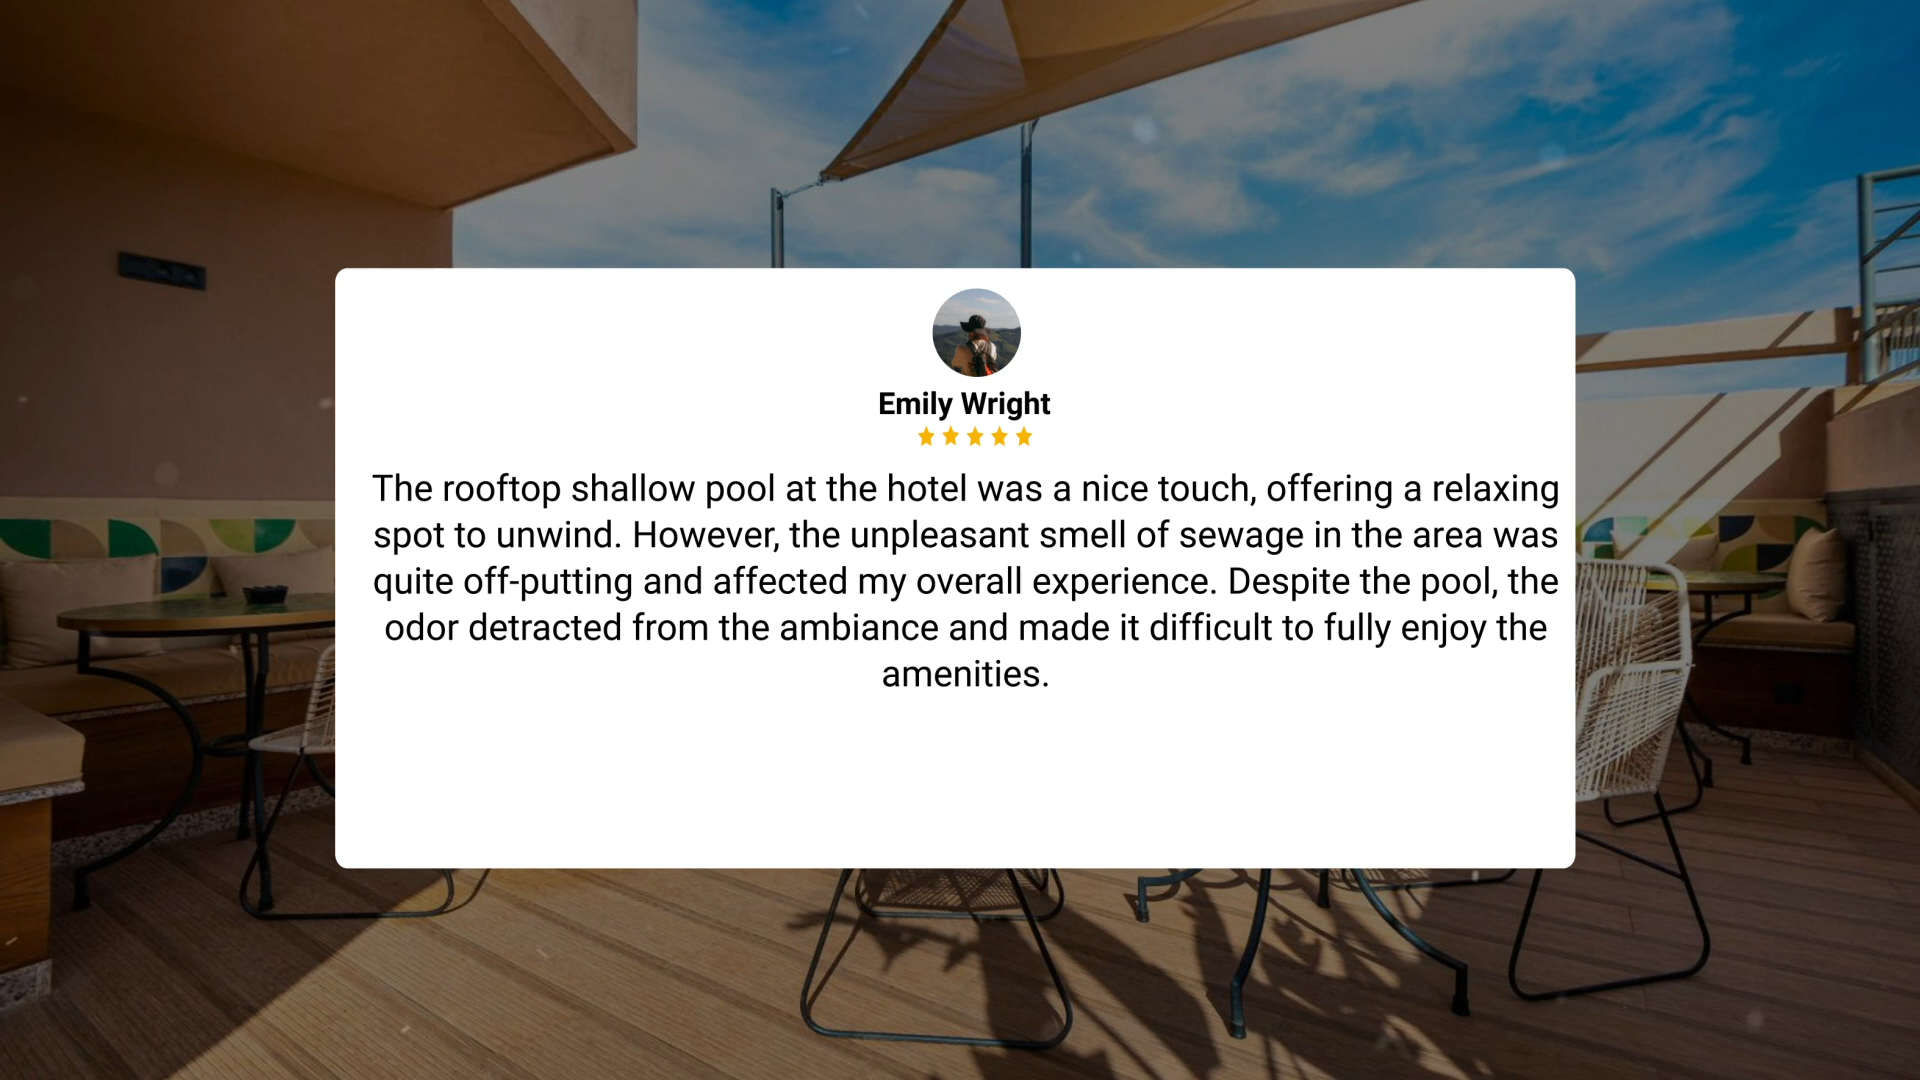 Emily Wright
The rooftop shallow pool at the hotel was a nice touch, offering a relaxing
spot to unwind. However, the unpleasant smell of sewage in the area was
quite off-putting and affected my overall experience. Despite the pool, the
odor detracted from the ambiance and made it difficult to fully enjoy the
amenities.